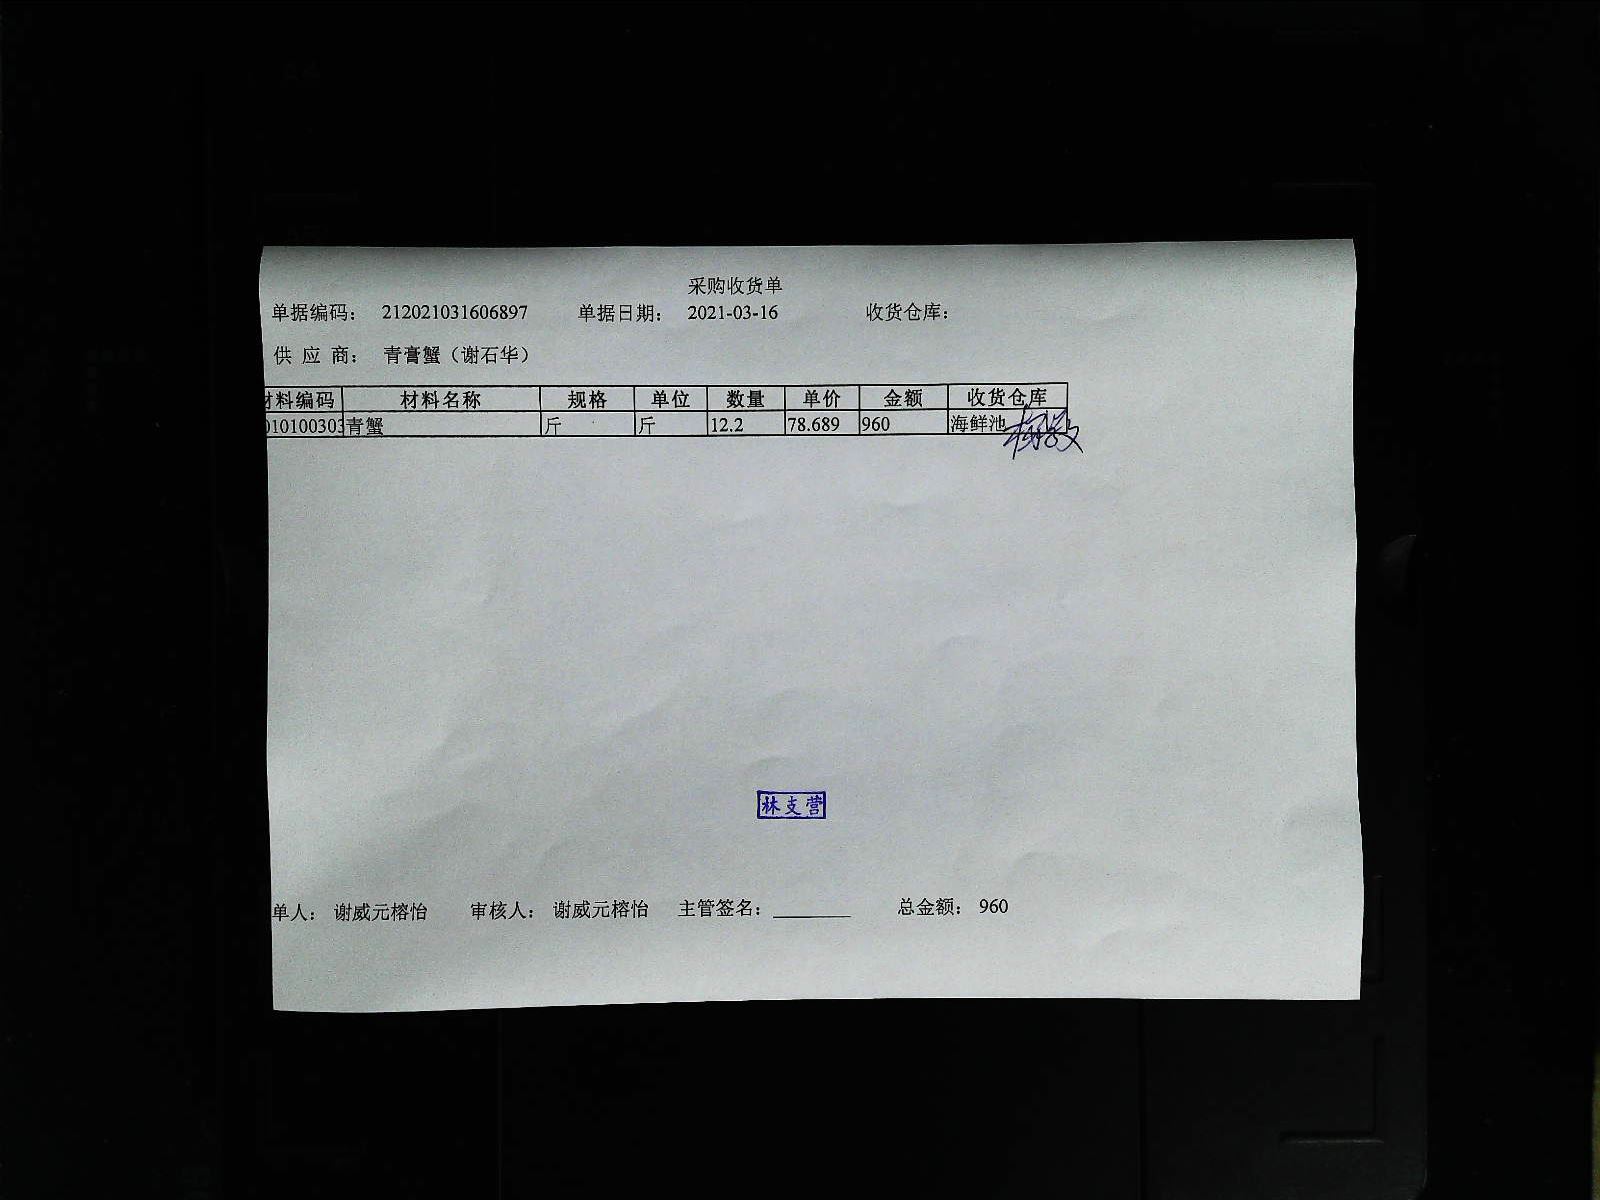 采购收货单
单据编码： 212021031606897 单据日期： 2021-03-16 收货仓库：
供 应 商： 青膏蟹（谢石华）
材料编码 材料名称 规格 单位 数量 单价 金额 收货仓库
010100303 青蟹 斤 斤 12.2 78.689 960 海鲜池
林支营
单人： 谢威元榕怡 审核人： 谢威元榕怡 主管签名： 总金额： 960